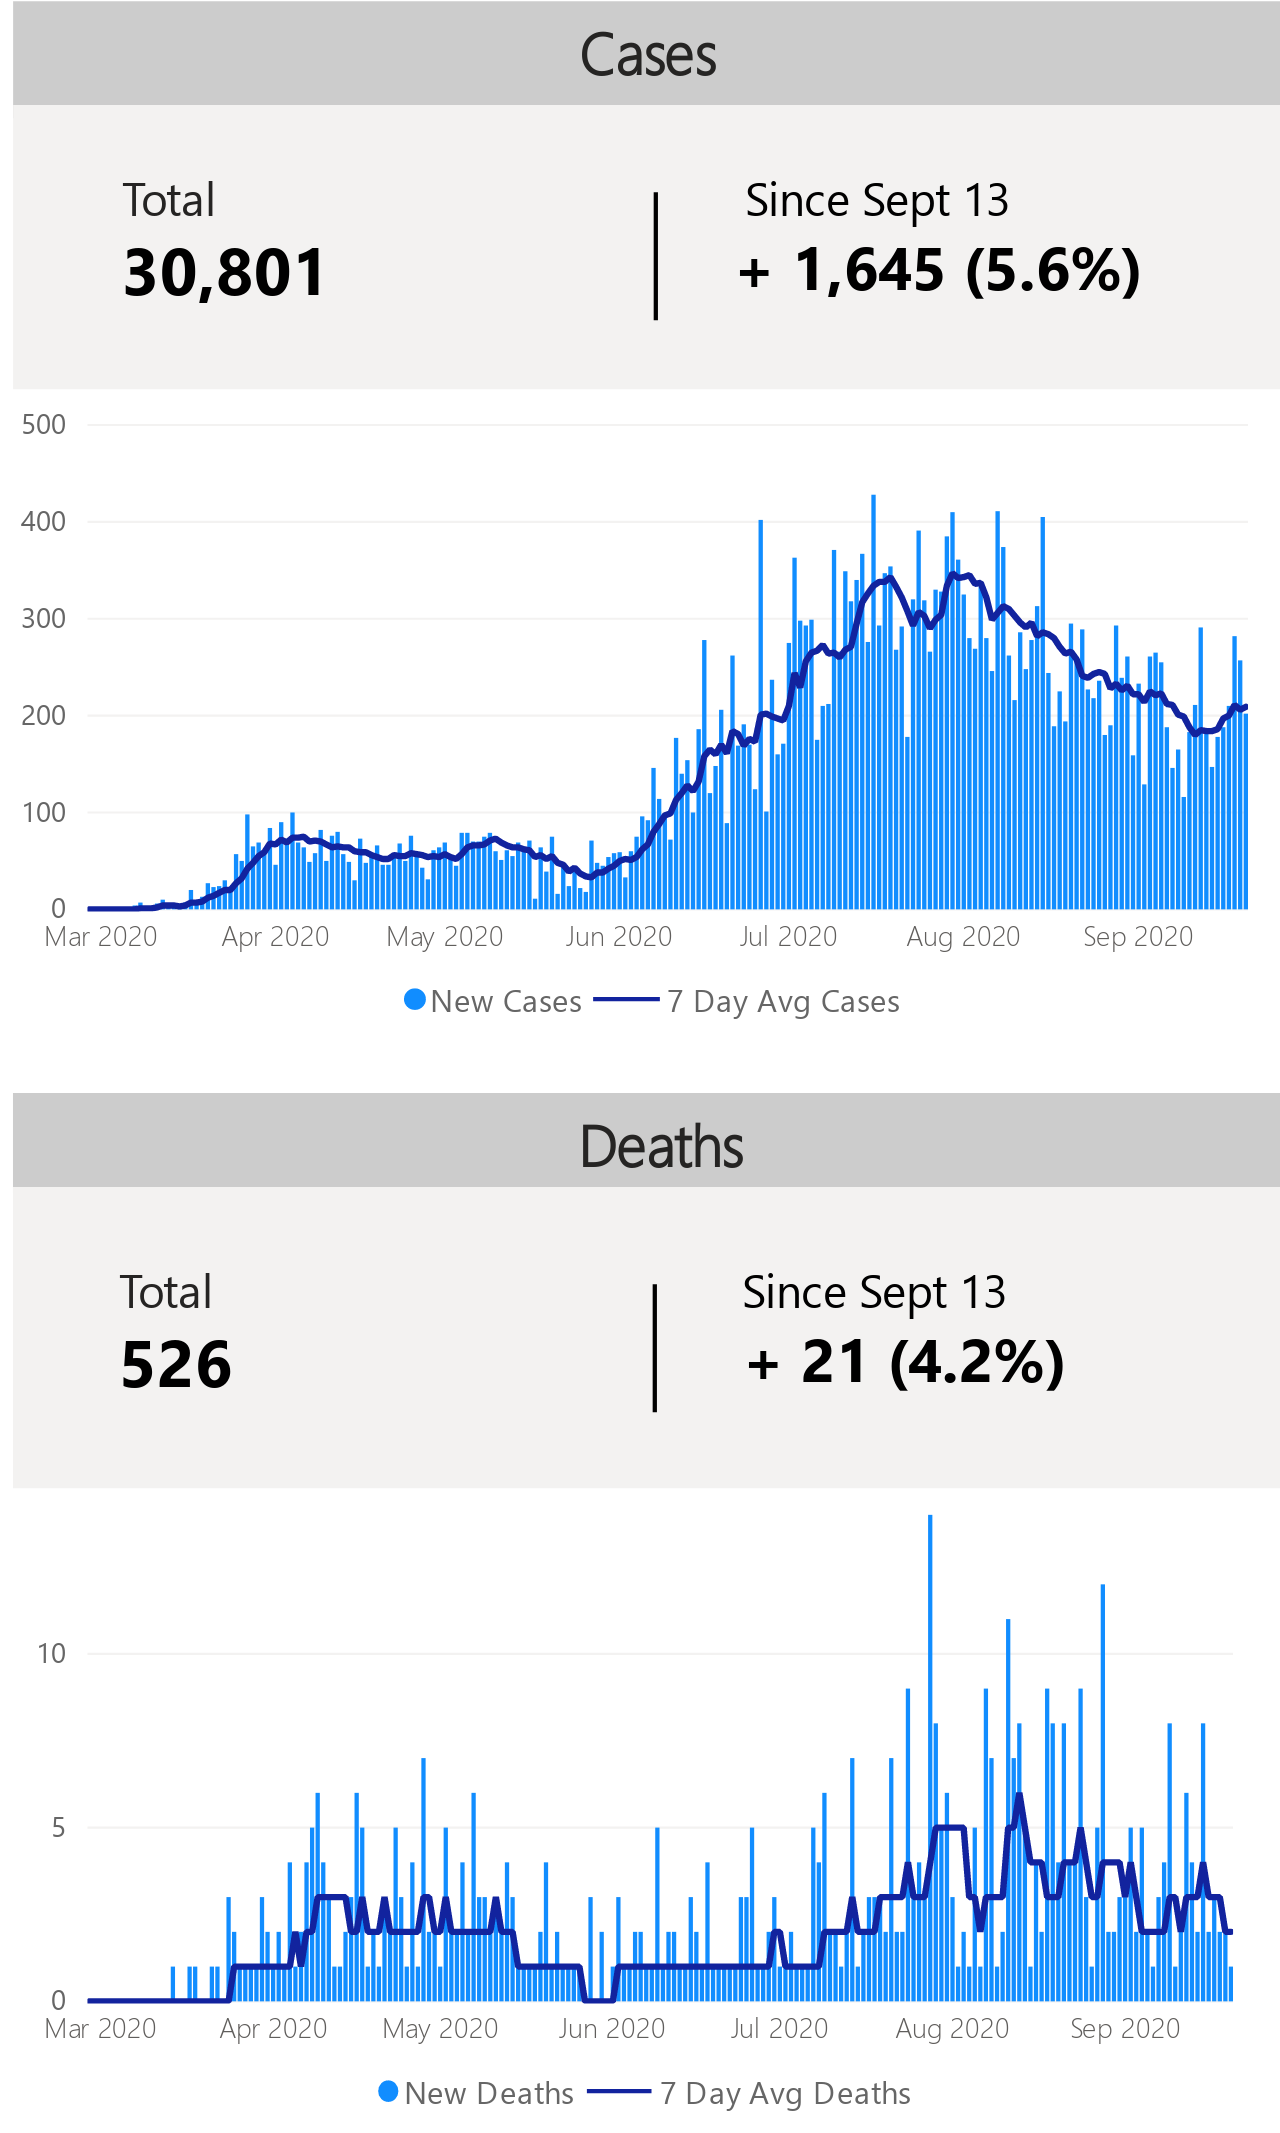 Cases
Total
Since Sept 13
30,801
+ 1,645 (5.6%)
500
400
300
200
100
0
Mar 2020 Apr 2020 May 2020 Jun 2020 Jul 2020 Aug 2020 Sep 2020
New Cases 7 Day Avg Cases
Deaths
Total
Since Sept 13
526
+ 21 (4.2%)
10
5
0
Mar 2020 Apr 2020 May 2020 Jun 2020 Jul 2020 Aug 2020 Sep 2020
New Deaths 7 Day Avg Deaths